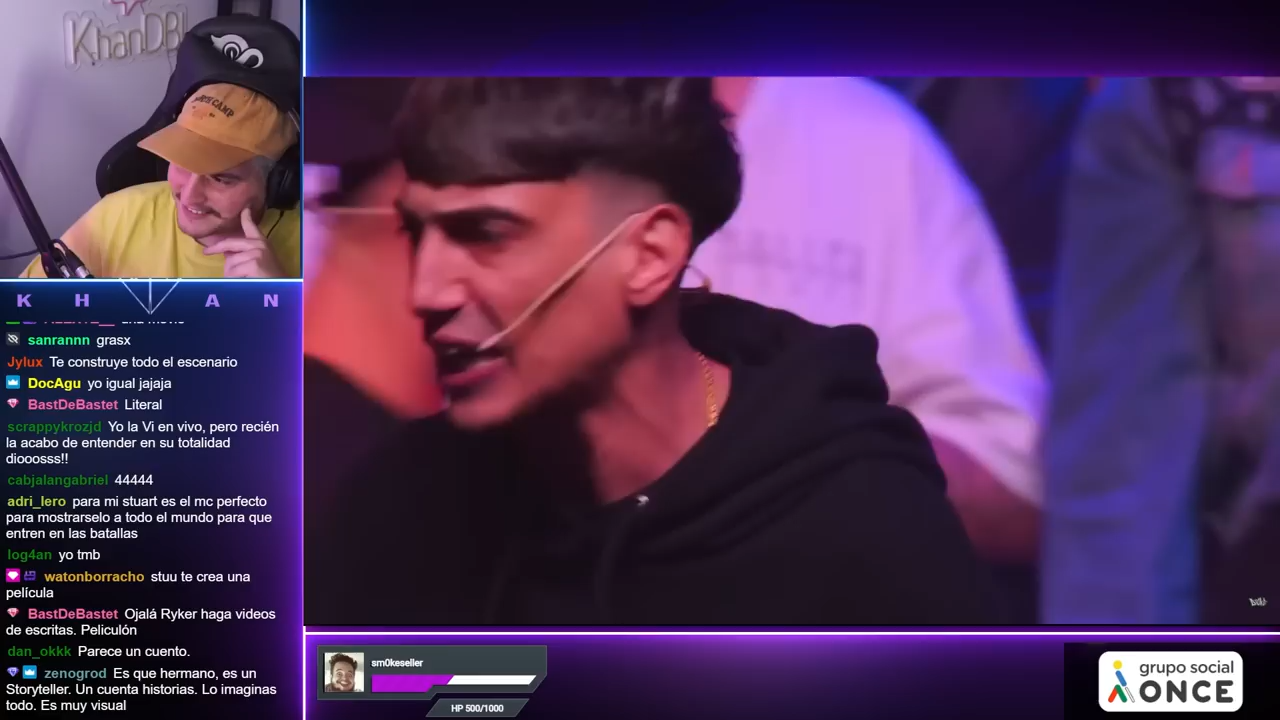 KhanDBL
K H A N
sanrannn grasx
Jylux Te construye todo el escenario
DocAgu yo igual jajaja
BastDeBastet Literal
scrappykrozjd Yo la Vi en vivo, pero recién
la acabo de entender en su totalidad
diooosss!!
cabjalangabriel 44444
adri_lero para mi stuart es el mc perfecto
para mostrarselo a todo el mundo para que
entren en las batallas
log4an yo tmb
watonborracho stuu te crea una
película
BastDeBastet Ojalá Ryker haga videos
de escritas. Peliculón
dan_okkk Parece un cuento.
zenogrod Es que hermano, es un
Storyteller. Un cuenta historias. Lo imaginas
todo. Es muy visual
sm0keseller
HP 500/1000
grupo social
ONCE